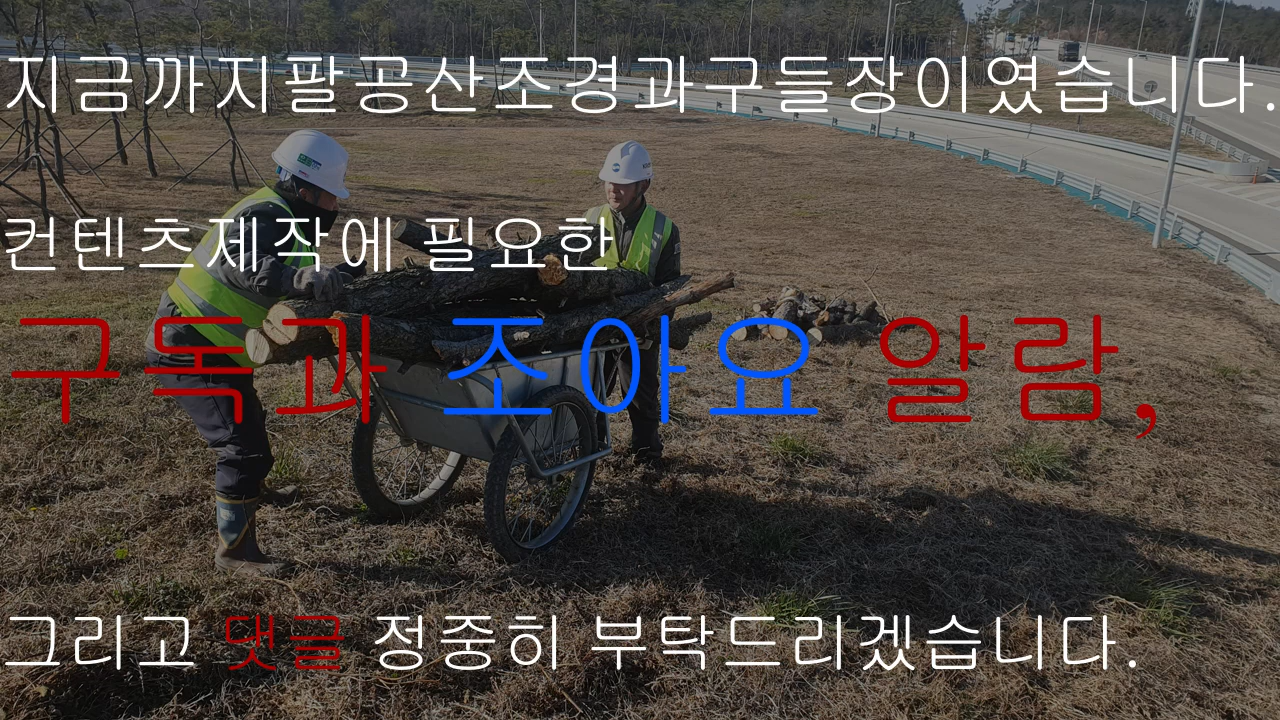 지금까지팔공산조경과구들장이였습니다.
컨텐츠제작에 필요한
구독과 조아요 알람,
그리고 댓글 정중히 부탁드리겠습니다.